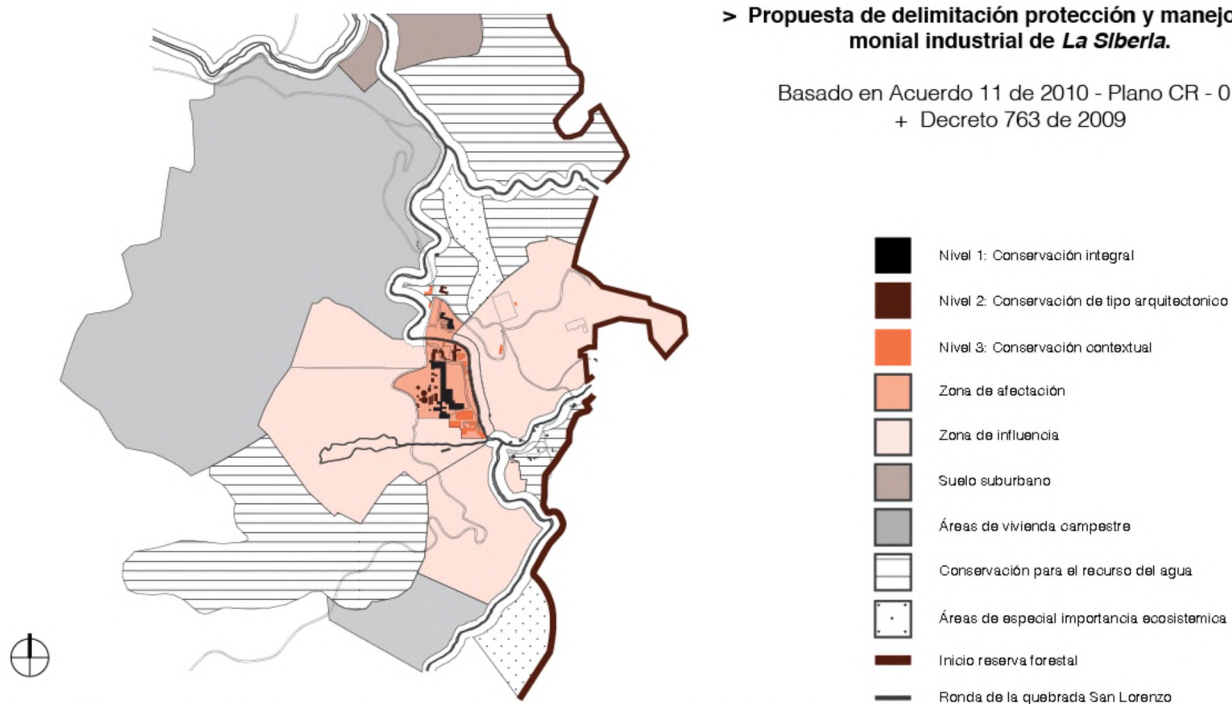 > Propuesta de delimitación protección y manejo
monial industrial de La Siberia.
Basado en Acuerdo 11 de 2010 - Plano CR - 0
+ Decreto 763 de 2009
Nivel 1: Conservación integral
Nivel 2: Conservación de tipo arquitectonico
Nivel 3: Conservación contextual
Zona de afectación
Zona de influencia
Suelo suburbano
Áreas de vivienda campestre
Conservación para el recurso del agua
Áreas de especial importancia ecosistemica
Inicio reserva forestal
Ronda de la quebrada San Lorenzo